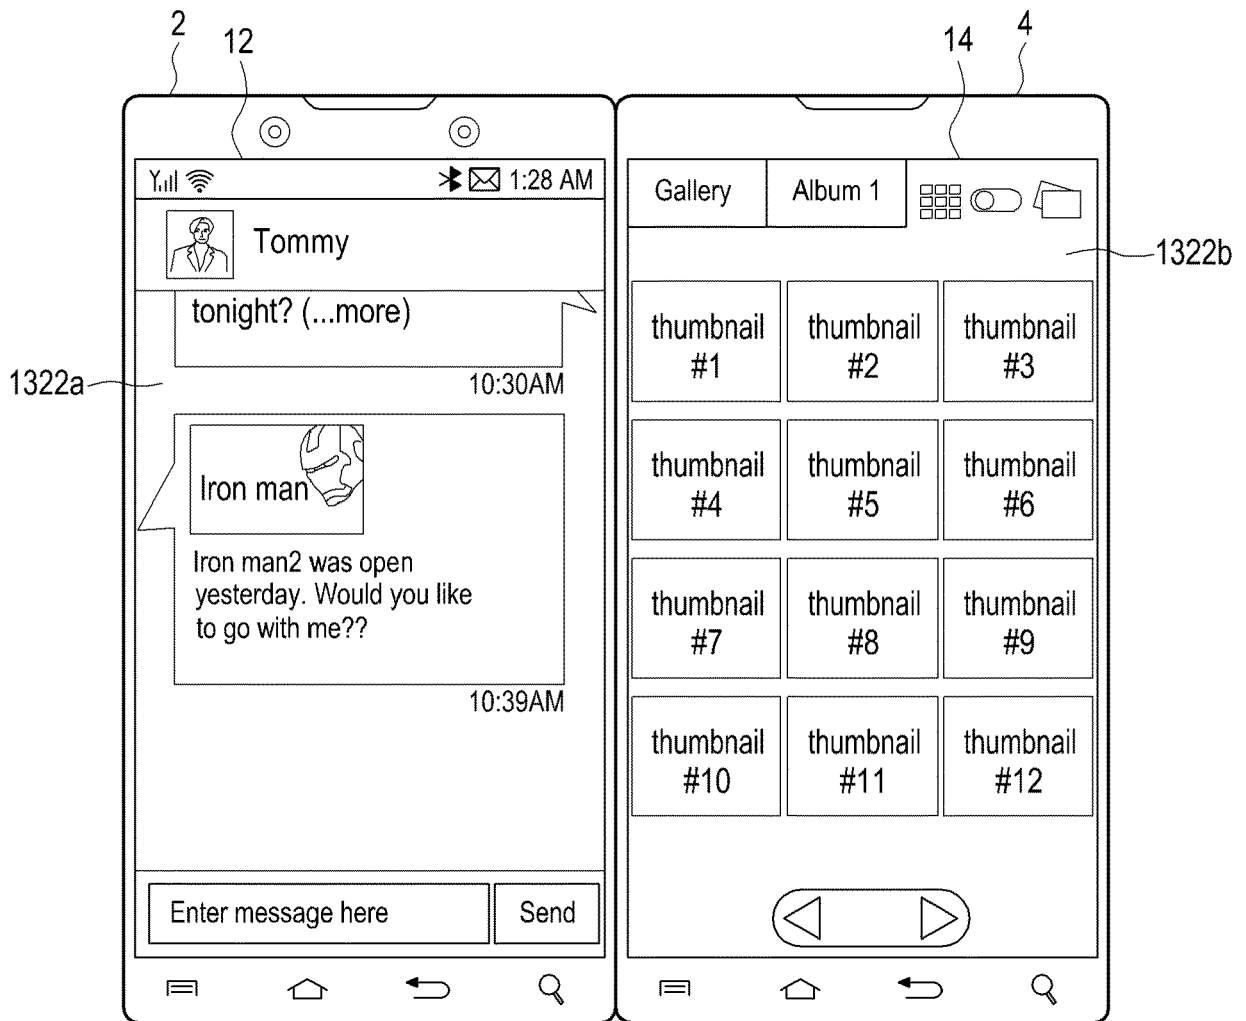 2
12
4
14
1:28 AM
Tommy
tonight? (...more)
10:30AM
1322a
Iron man
Iron man2 was open
yesterday. Would you like
to go with me??
10:39AM
Enter message here
Send
Gallery
Album 1
1322b
thumbnail
#1
thumbnail
#2
thumbnail
#3
thumbnail
#4
thumbnail
#5
thumbnail
#6
thumbnail
#7
thumbnail
#8
thumbnail
#9
thumbnail
#10
thumbnail
#11
thumbnail
#12